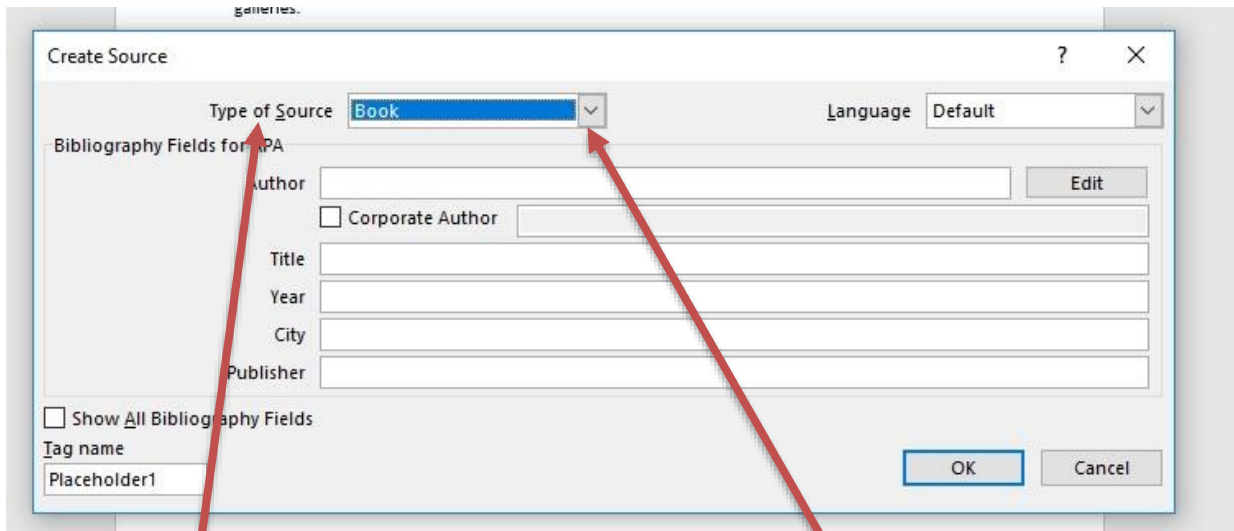 galleries.
Create Source ? X
Type of Source Book Language Default
Bibliography Fields for APA
Author Edit
Corporate Author
Title
Year
City
Publisher
Show All Bibliography Fields
Tag name
Placeholder1 OK Cancel